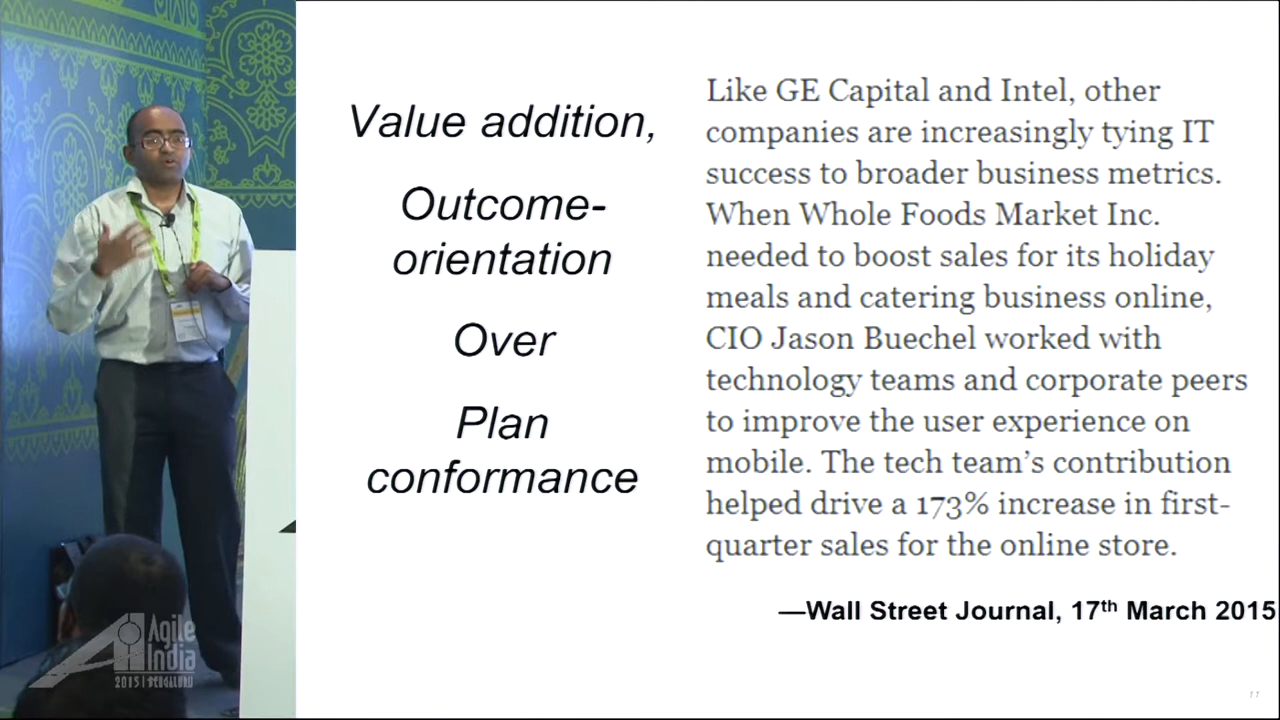 Value addition,
Outcome-
orientation
Over
Plan
conformance
Like GE Capital and Intel, other
companies are increasingly tying IT
success to broader business metrics.
When Whole Foods Market Inc.
needed to boost sales for its holiday
meals and catering business online,
CIO Jason Buechel worked with
technology teams and corporate peers
to improve the user experience on
mobile. The tech team’s contribution
helped drive a 173% increase in first-
quarter sales for the online store.
—Wall Street Journal, 17th March 2015
11
Agile
India
2015 | BENGALURU